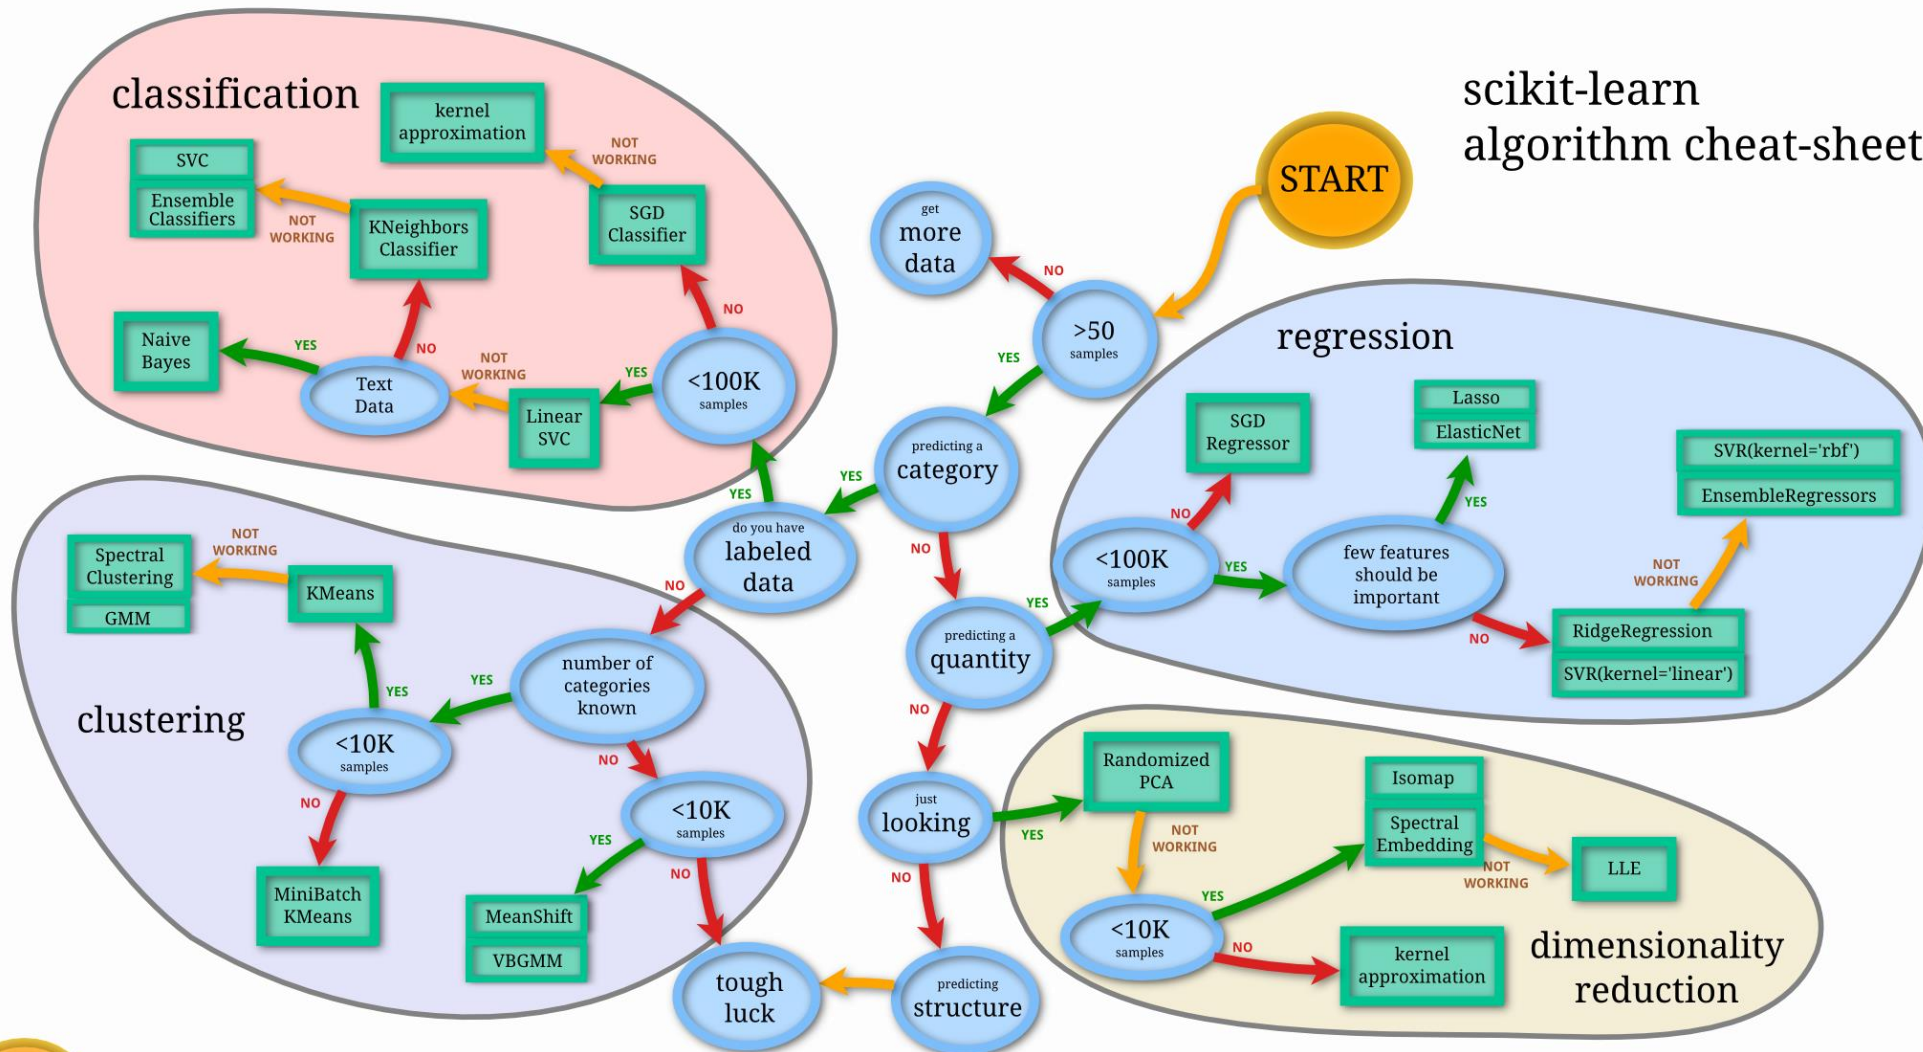 scikit-learn
algorithm cheat-sheet
START
>50
samples
NO
get
more
data
YES
predicting a
category
YES
do you have
labeled
data
YES
NO
NO
predicting a
quantity
YES
NO
just
looking
YES
NO
predicting
structure
tough
luck
classification
<100K
samples
NO
SGD
Classifier
NOT
WORKING
kernel
approximation
YES
Linear
SVC
NOT
WORKING
Text
Data
YES
Naive
Bayes
NO
KNeighbors
Classifier
NOT
WORKING
SVC
Ensemble
Classifiers
clustering
number of
categories
known
YES
<10K
samples
YES
KMeans
NOT
WORKING
Spectral
Clustering
GMM
NO
MiniBatch
KMeans
NO
<10K
samples
YES
MeanShift
VBGMM
NO
regression
<100K
samples
NO
SGD
Regressor
YES
few features
should be
important
YES
Lasso
ElasticNet
NO
RidgeRegression
SVR(kernel='linear')
NOT
WORKING
SVR(kernel='rbf')
EnsembleRegressors
dimensionality
reduction
Randomized
PCA
NOT
WORKING
<10K
samples
YES
Isomap
Spectral
Embedding
NOT
WORKING
LLE
NO
kernel
approximation